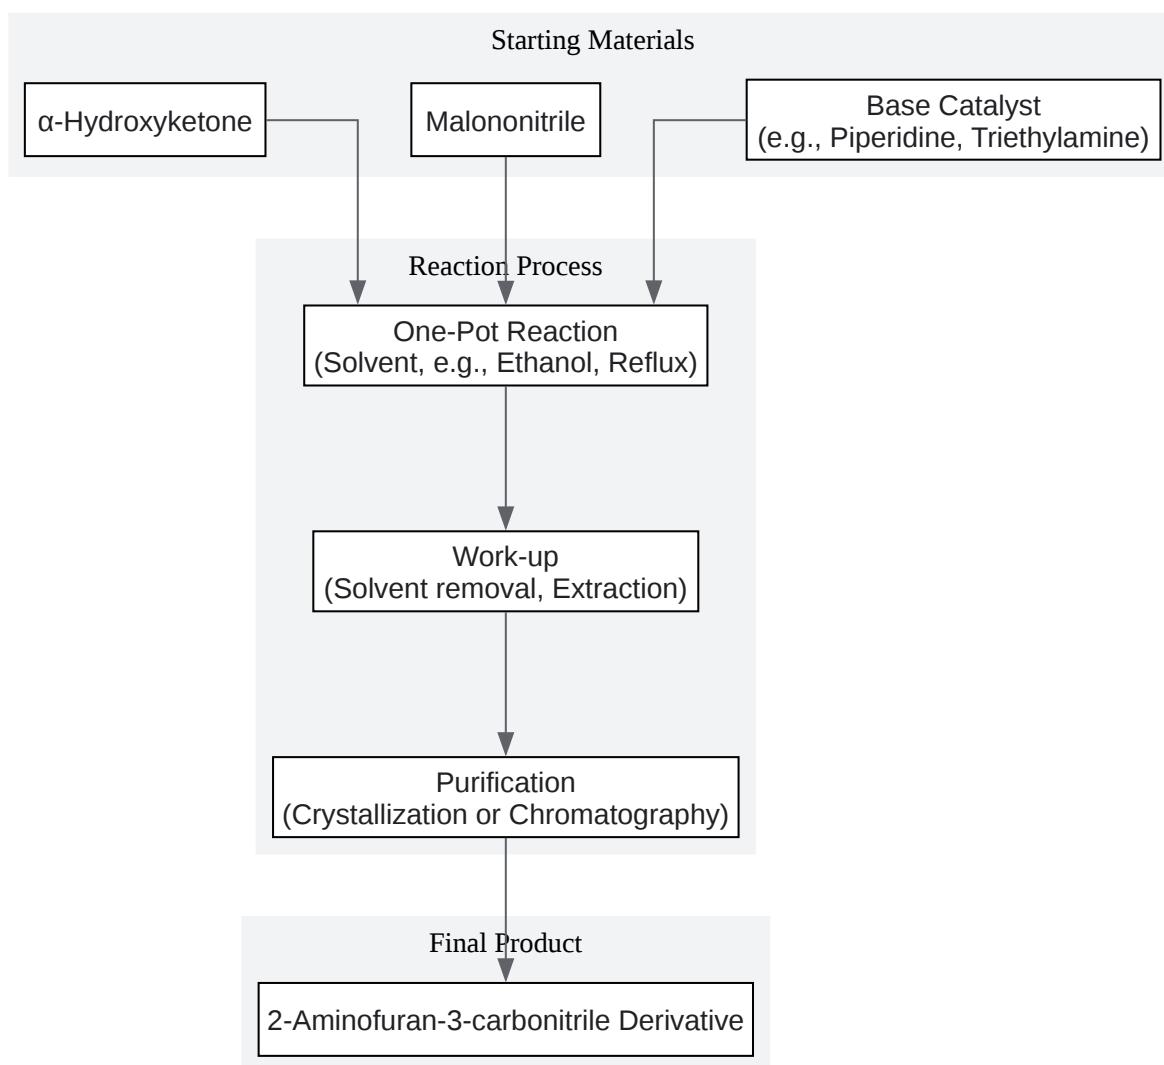 Starting Materials
α-Hydroxyketone
Malononitrile
Base Catalyst
(e.g., Piperidine, Triethylamine)
Reaction Process
One-Pot Reaction
(Solvent, e.g., Ethanol, Reflux)
Work-up
(Solvent removal, Extraction)
Purification
(Crystallization or Chromatography)
Final Product
2-Aminofuran-3-carbonitrile Derivative